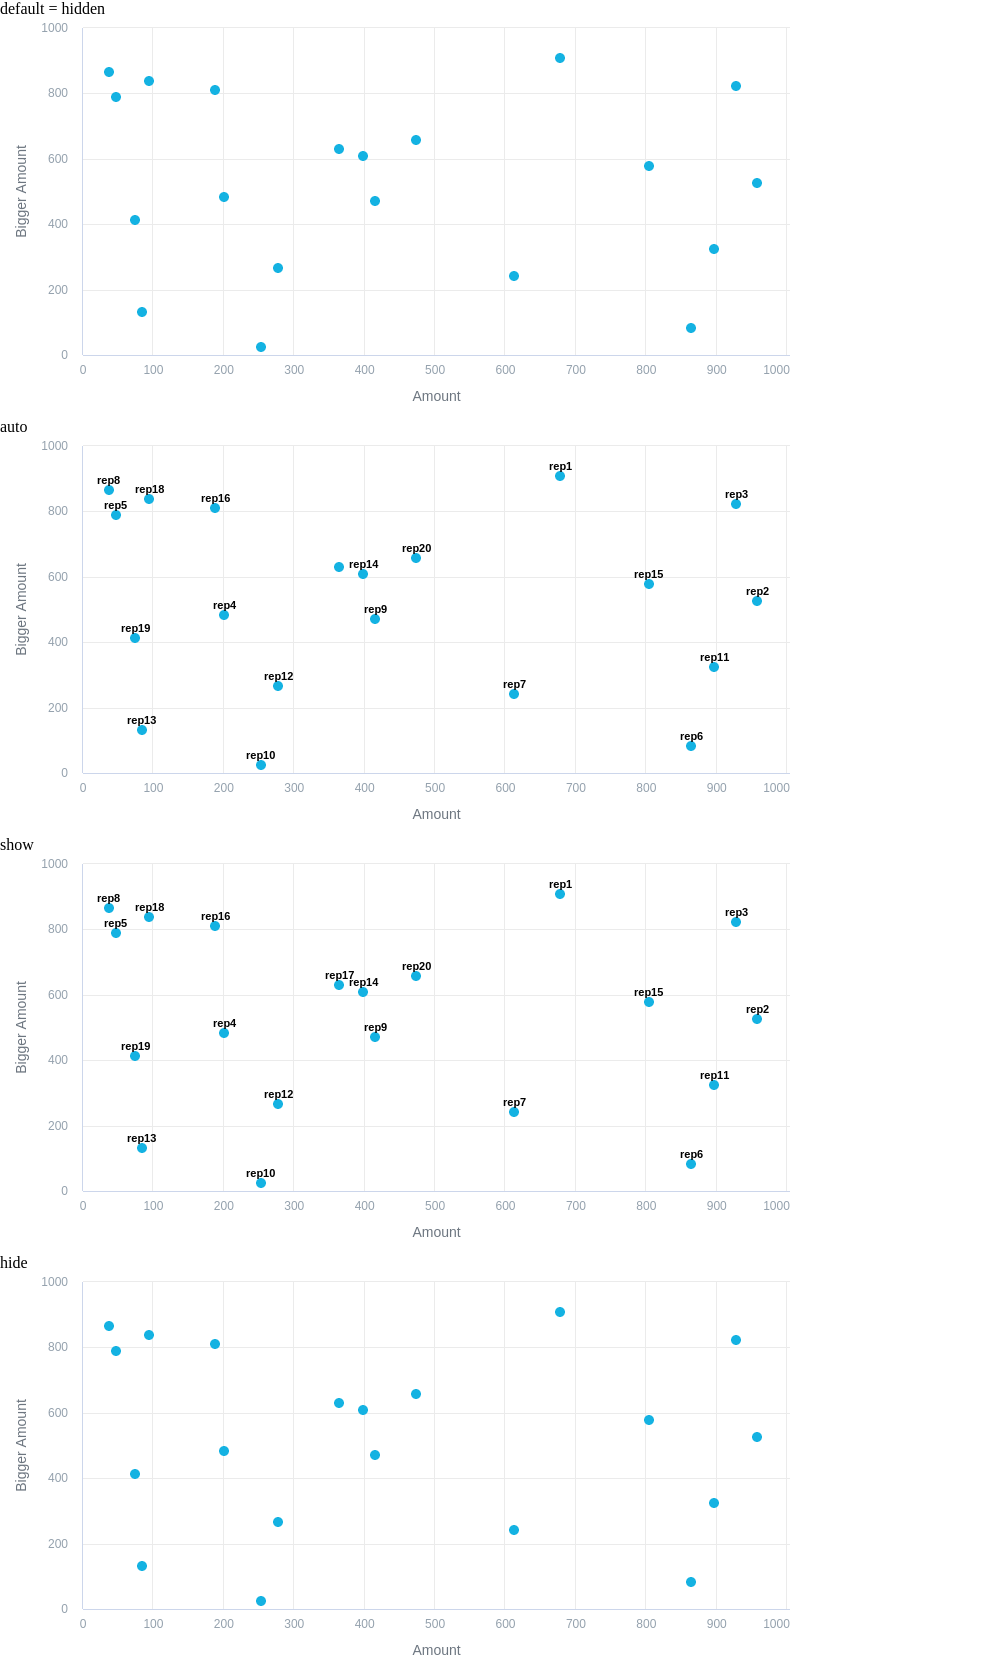 default = hidden
1000
800
600
400
200
0
Bigger Amount
0 100 200 300 400 500 600 700 800 900 1000
Amount
auto
1000
800
600
400
200
0
Bigger Amount
rep1
rep8
rep18
rep3
rep16
rep5
rep20
rep14
rep15
rep2
rep4
rep9
rep19
rep11
rep12
rep7
rep13
rep6
rep10
0 100 200 300 400 500 600 700 800 900 1000
Amount
show
1000
800
600
400
200
0
Bigger Amount
rep1
rep8
rep18
rep3
rep16
rep5
rep20
rep17
rep14
rep15
rep2
rep4
rep9
rep19
rep11
rep12
rep7
rep13
rep6
rep10
0 100 200 300 400 500 600 700 800 900 1000
Amount
hide
1000
800
600
400
200
0
Bigger Amount
0 100 200 300 400 500 600 700 800 900 1000
Amount